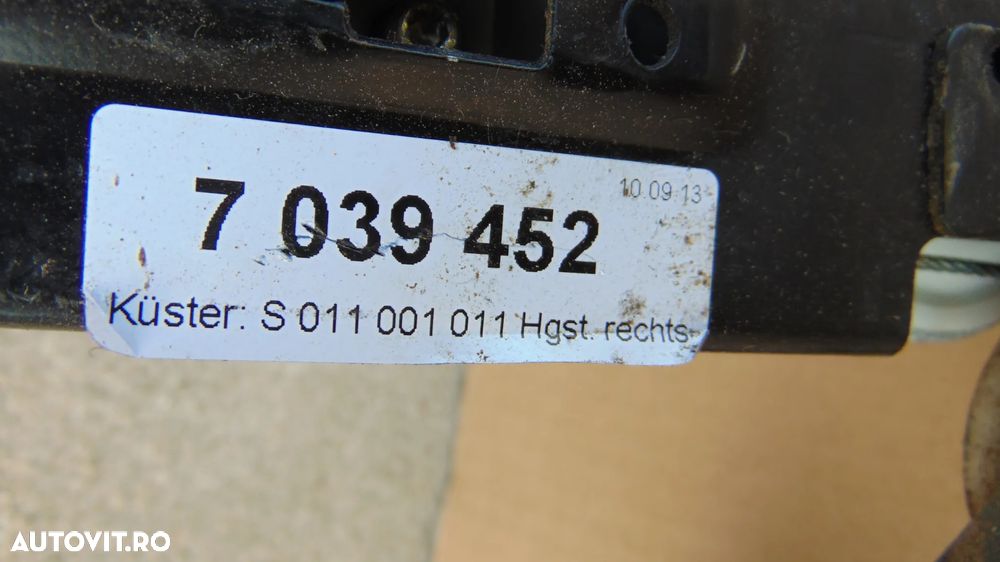 10.09.13
7 039 452
Küster: S 011 001 011 Hgst. rechts
AUTOVIT.RO